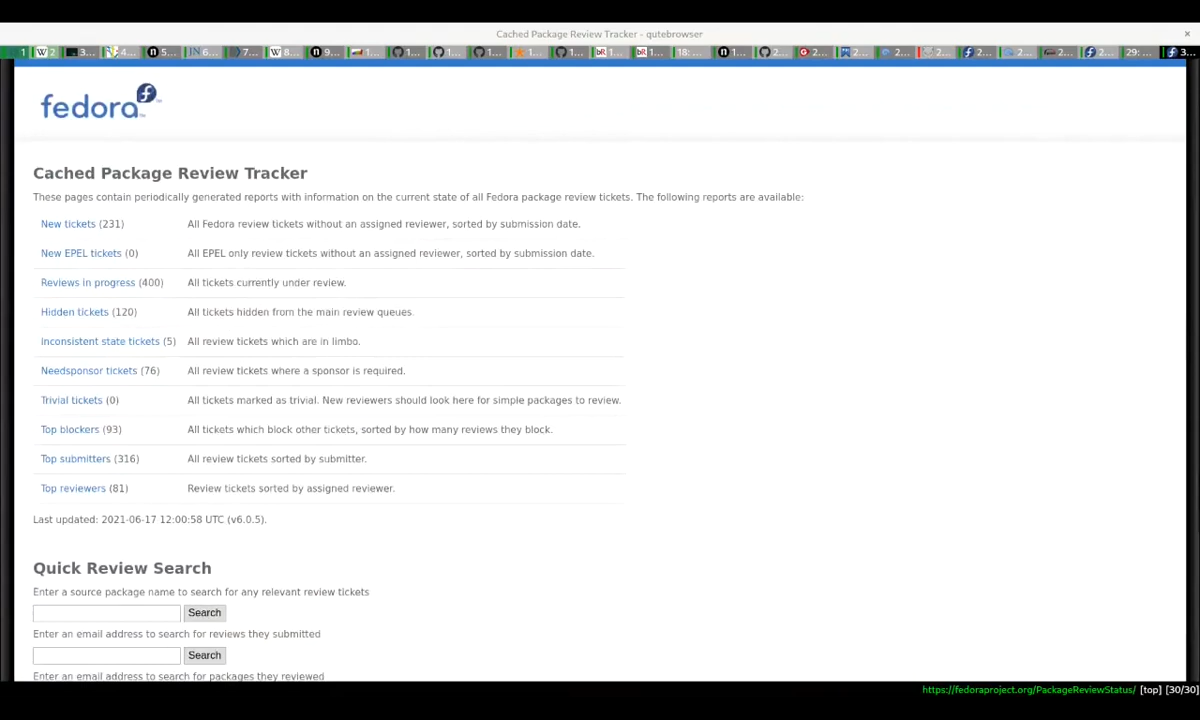 Cached Package Review Tracker - qutebrowser
fedora
Cached Package Review Tracker
These pages contain periodically generated reports with information on the current state of all Fedora package review tickets. The following reports are available:
New tickets (231) All Fedora review tickets without an assigned reviewer, sorted by submission date.
New EPEL tickets (0) All EPEL only review tickets without an assigned reviewer, sorted by submission date.
Reviews in progress (400) All tickets currently under review.
Hidden tickets (120) All tickets hidden from the main review queues.
Inconsistent state tickets (5) All review tickets which are in limbo.
Needsponsor tickets (76) All review tickets where a sponsor is required.
Trivial tickets (0) All tickets marked as trivial. New reviewers should look here for simple packages to review.
Top blockers (93) All tickets which block other tickets, sorted by how many reviews they block.
Top submitters (316) All review tickets sorted by submitter.
Top reviewers (81) Review tickets sorted by assigned reviewer.
Last updated: 2021-06-17 12:00:58 UTC (v6.0.5).
Quick Review Search
Enter a source package name to search for any relevant review tickets
Search
Enter an email address to search for reviews they submitted
Search
Enter an email address to search for packages they reviewed
https://fedoraproject.org/PackageReviewStatus/ [top] [30/30]